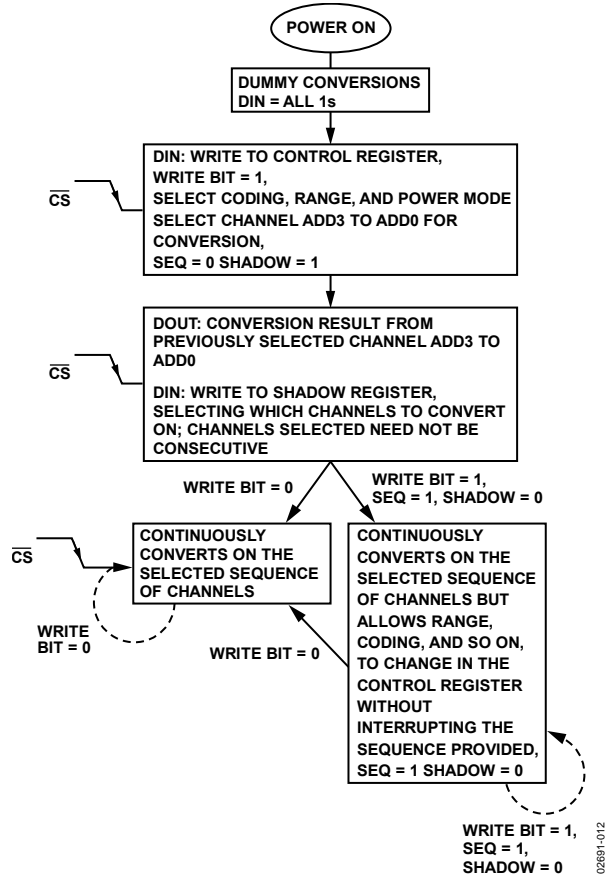 POWER ON
DUMMY CONVERSIONS
DIN = ALL 1s
CS
DIN: WRITE TO CONTROL REGISTER,
WRITE BIT = 1,
SELECT CODING, RANGE, AND POWER MODE
SELECT CHANNEL ADD3 TO ADD0 FOR
CONVERSION,
SEQ = 0 SHADOW = 1
CS
DOUT: CONVERSION RESULT FROM
PREVIOUSLY SELECTED CHANNEL ADD3 TO
ADD0
DIN: WRITE TO SHADOW REGISTER,
SELECTING WHICH CHANNELS TO CONVERT
ON; CHANNELS SELECTED NEED NOT BE
CONSECUTIVE
WRITE BIT = 0
WRITE BIT = 1,
SEQ = 1, SHADOW = 0
CS
CONTINUOUSLY
CONVERTS ON THE
SELECTED SEQUENCE
OF CHANNELS
WRITE
BIT = 0
WRITE BIT = 0
CONTINUOUSLY
CONVERTS ON THE
SELECTED SEQUENCE
OF CHANNELS BUT
ALLOWS RANGE,
CODING, AND SO ON,
TO CHANGE IN THE
CONTROL REGISTER
WITHOUT
INTERRUPTING THE
SEQUENCE PROVIDED,
SEQ = 1 SHADOW = 0
WRITE BIT = 1,
SEQ = 1,
SHADOW = 0
02691-012